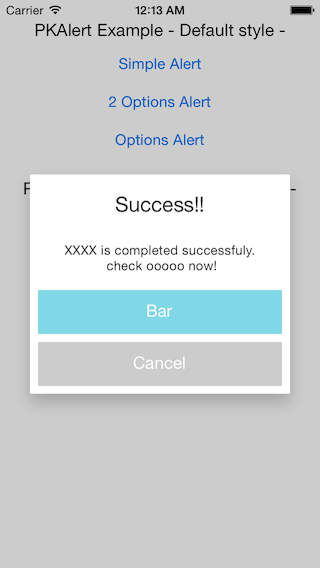 Carrier 12:13 AM
PKAlert Example - Default style -
Simple Alert
2 Options Alert
Options Alert
Success!!
XXXX is completed successfuly.
check ooooo now!
Bar
Cancel